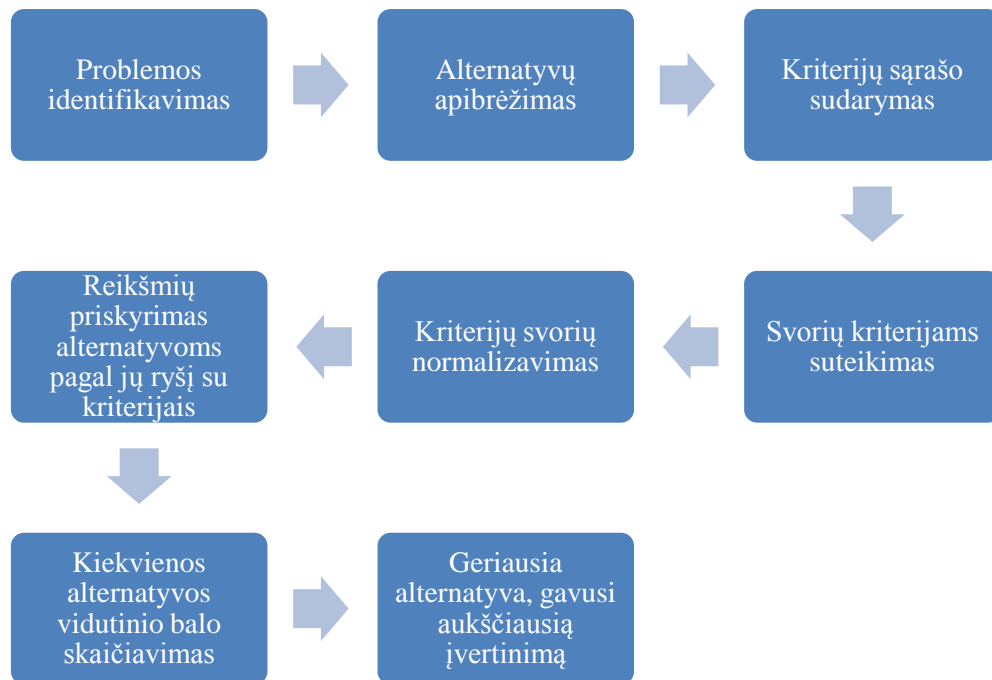 Problemos
identifikavimas
Alternatyvų
apibrėžimas
Kriterijų sąrašo
sudarymas
Svorių kriterijams
suteikimas
Kriterijų svorių
normalizavimas
Reikšmių
priskyrimas
alternatyvoms
pagal jų ryšį su
kriterijais
Kiekvienos
alternatyvos
vidutinio balo
skaičiavimas
Geriausia
alternatyva, gavusi
aukščiausią
įvertinimą